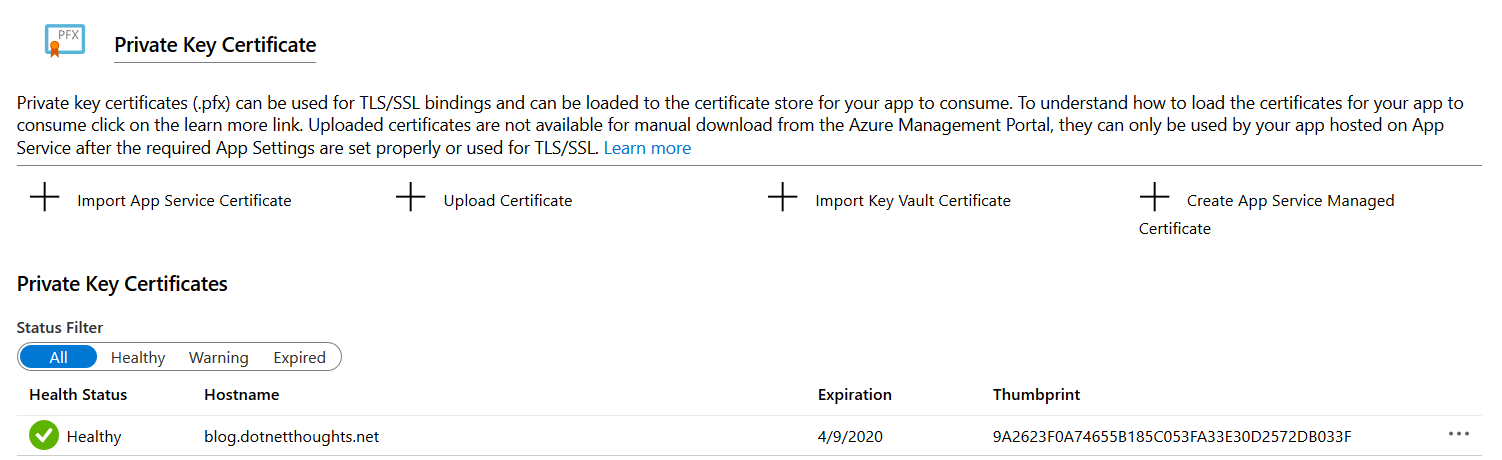 PFX
Private Key Certificate
Private key certificates (.pfx) can be used for TLS/SSL bindings and can be loaded to the certificate store for your app to consume. To understand how to load the certificates for your app to
consume click on the learn more link. Uploaded certificates are not available for manual download from the Azure Management Portal, they can only be used by your app hosted on App
Service after the required App Settings are set properly or used for TLS/SSL. Learn more
Import App Service Certificate Upload Certificate Import Key Vault Certificate Create App Service Managed
Certificate
Private Key Certificates
Status Filter
All Healthy Warning Expired
Health Status Hostname Expiration Thumbprint
Healthy blog.dotnetthoughts.net 4/9/2020 9A2623F0A74655B185C053FA33E30D2572DB033F